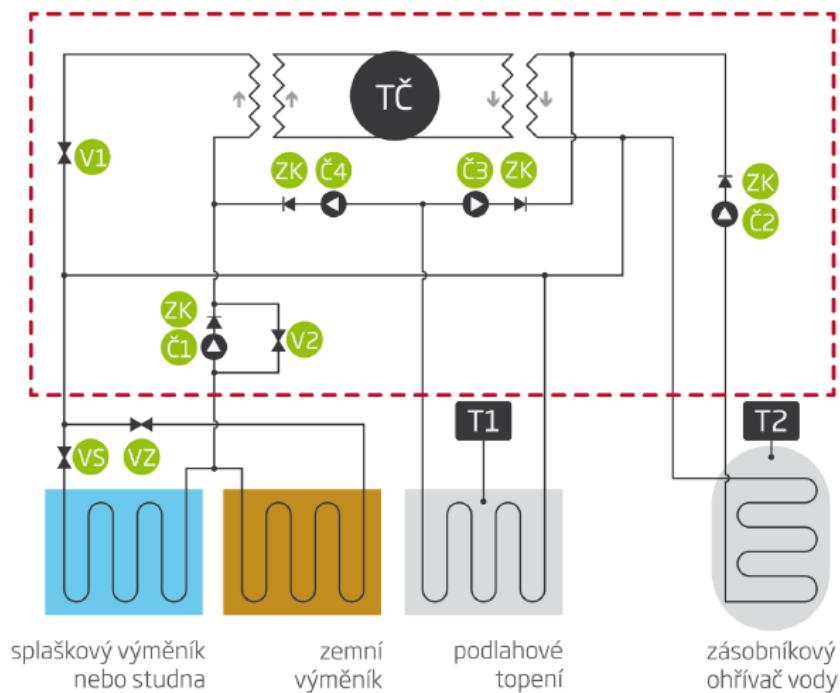 TČ
V1
ZK Č4 Č3 ZK
ZK
Č2
ZK
Č1
V2
T1
T2
VS VZ
splaškový výměník
nebo studna
zemní
výměník
podlahové
topení
zásobníkový
ohřívač vody